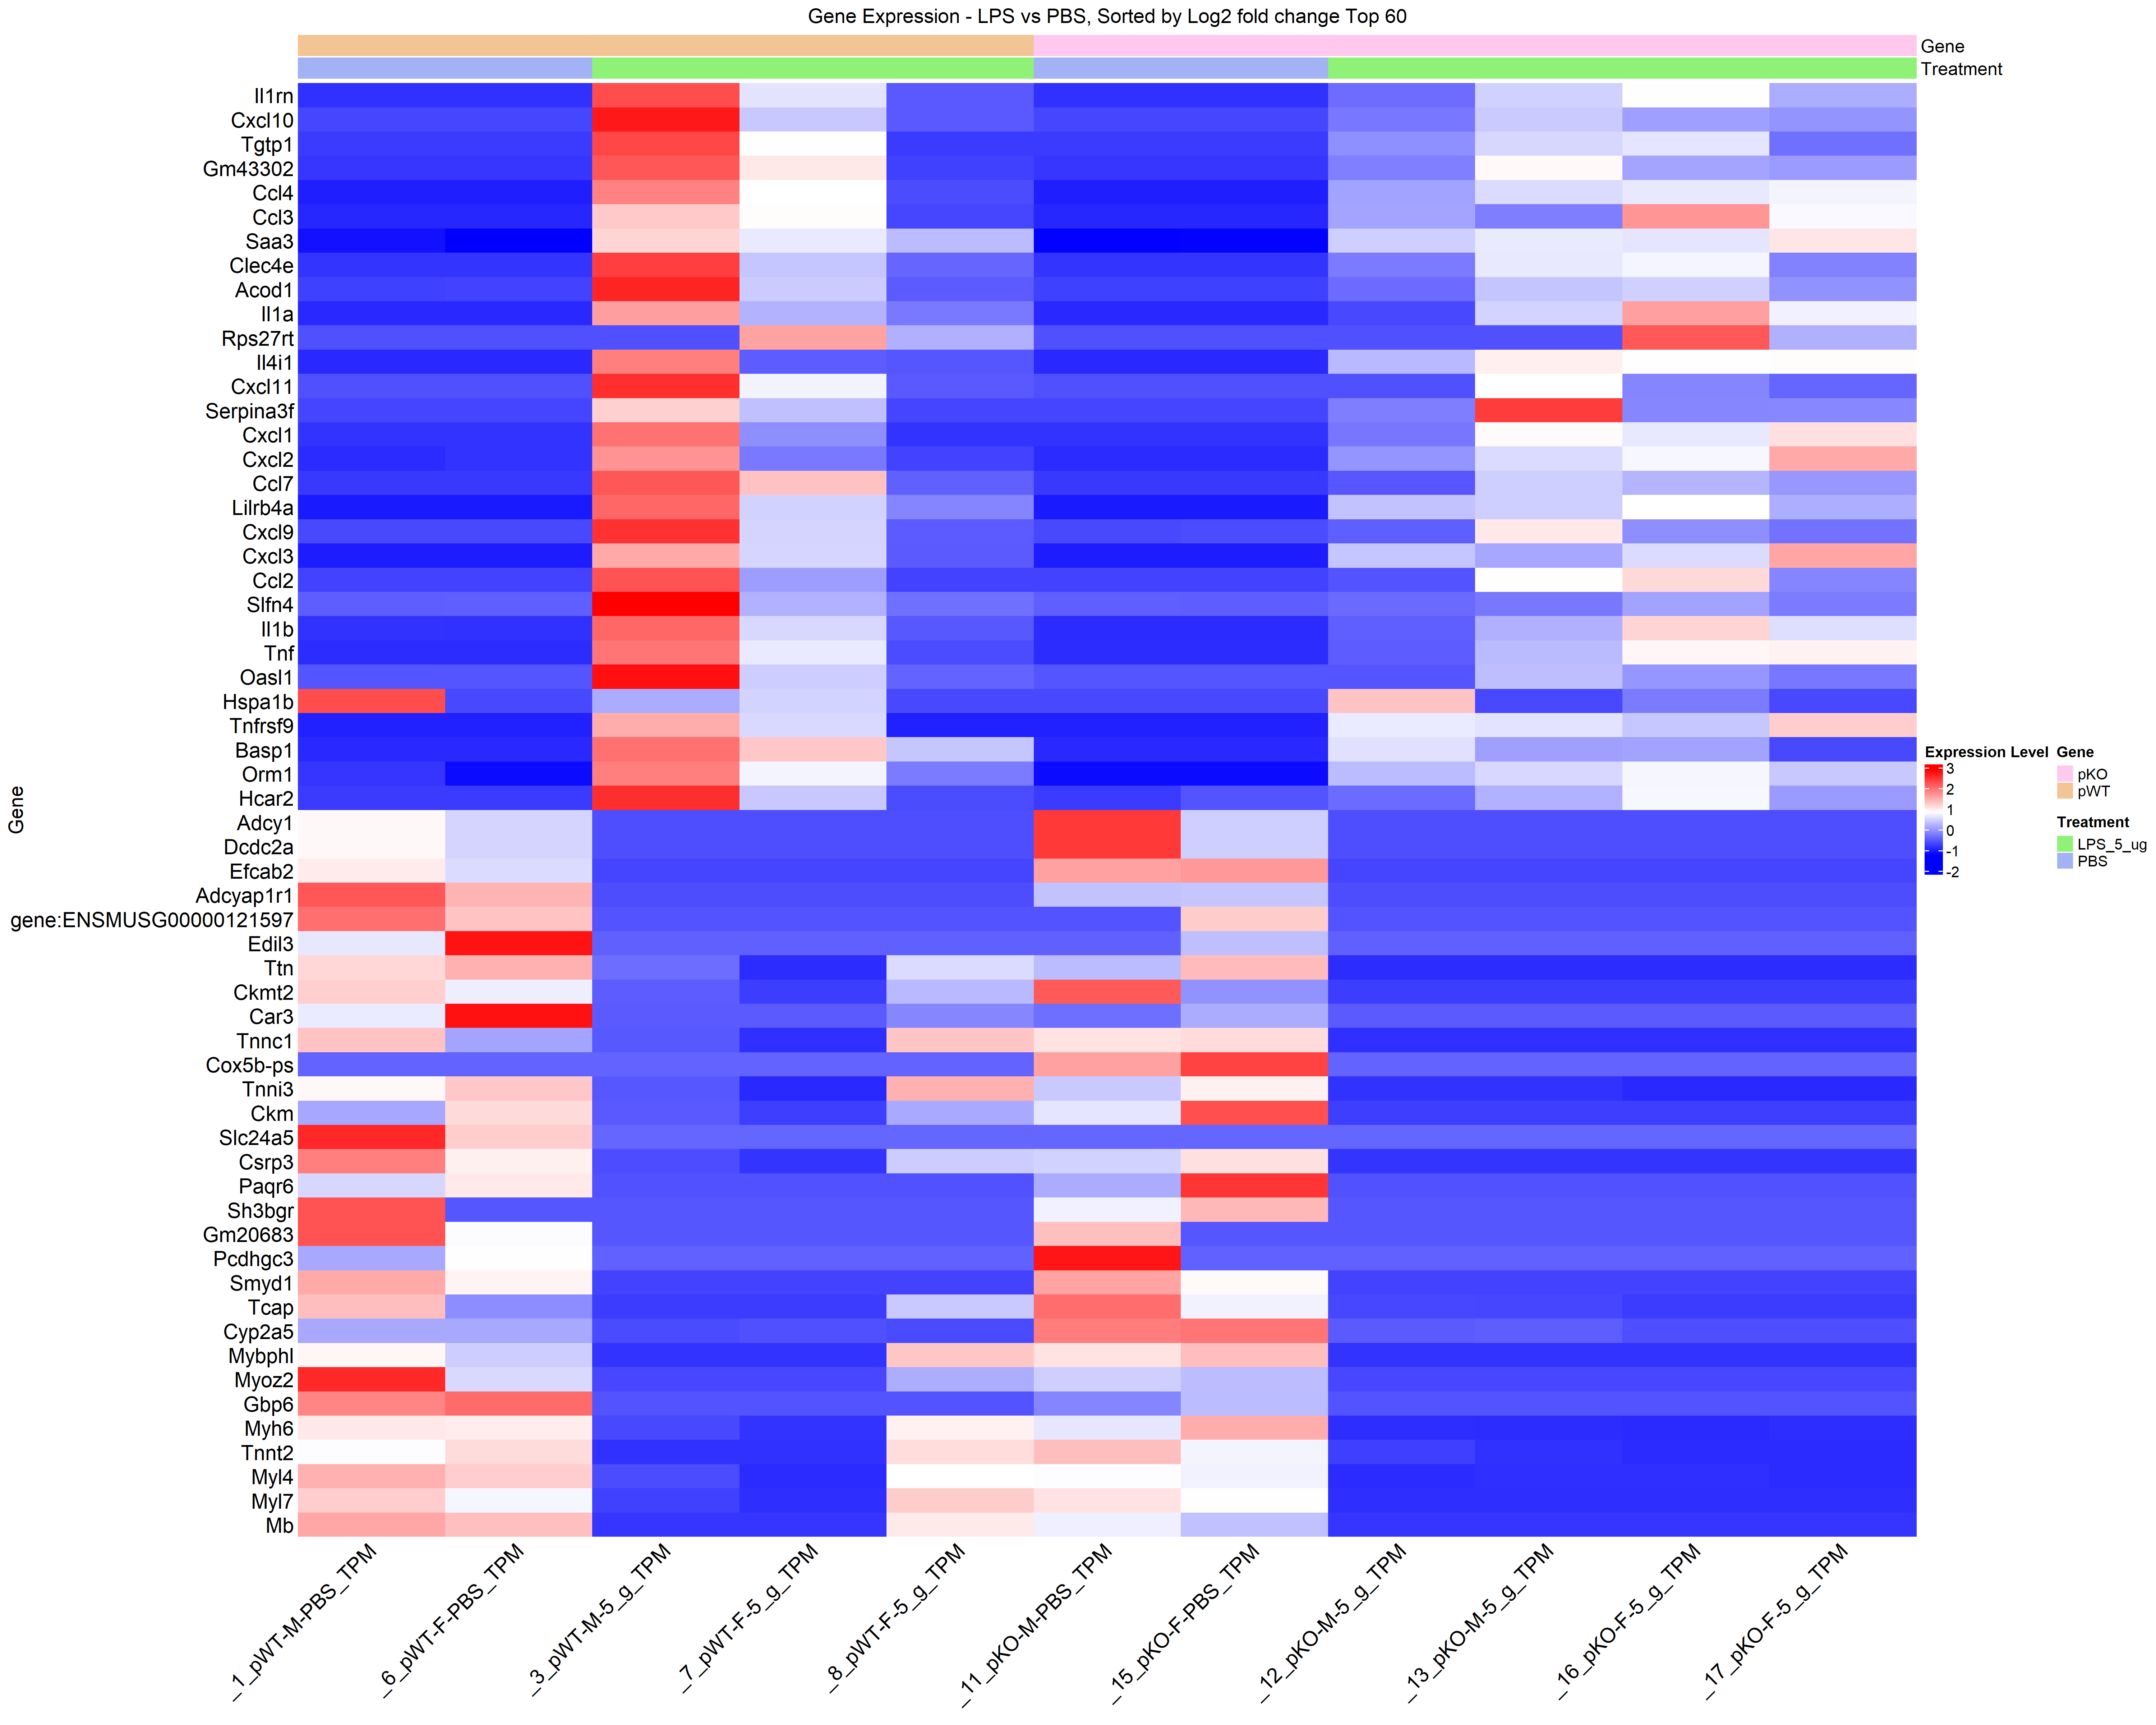 Gene Expression - LPS vs PBS, Sorted by Log2 fold change Top 60
Gene
Treatment
Il1rn
Cxcl10
Tgtp1
Gm43302
Ccl4
Ccl3
Saa3
Clec4e
Acod1
Il1a
Rps27rt
Il4i1
Cxcl11
Serpina3f
Cxcl1
Cxcl2
Ccl7
Lilrb4a
Cxcl9
Cxcl3
Ccl2
Slfn4
Il1b
Tnf
Oasl1
Hspa1b
Tnfrsf9
Basp1
Orm1
Hcar2
Adcy1
Dcdc2a
Efcab2
Adcyap1r1
gene:ENSMUSG00000121597
Edil3
Ttn
Ckmt2
Car3
Tnnc1
Cox5b-ps
Tnni3
Ckm
Slc24a5
Csrp3
Paqr6
Sh3bgr
Gm20683
Pcdhgc3
Smyd1
Tcap
Cyp2a5
Mybphl
Myoz2
Gbp6
Myh6
Tnnt2
Myl4
Myl7
Mb
Gene
_1_pWT-M-PBS_TPM
_6_pWT-F-PBS_TPM
_3_pWT-M-5_g_TPM
_7_pWT-F-5_g_TPM
_8_pWT-F-5_g_TPM
_11_pKO-M-PBS_TPM
_15_pKO-F-PBS_TPM
_12_pKO-M-5_g_TPM
_13_pKO-M-5_g_TPM
_16_pKO-F-5_g_TPM
_17_pKO-F-5_g_TPM
Expression Level
3
2
1
0
-1
-2
Gene
pKO
pWT
Treatment
LPS_5_ug
PBS